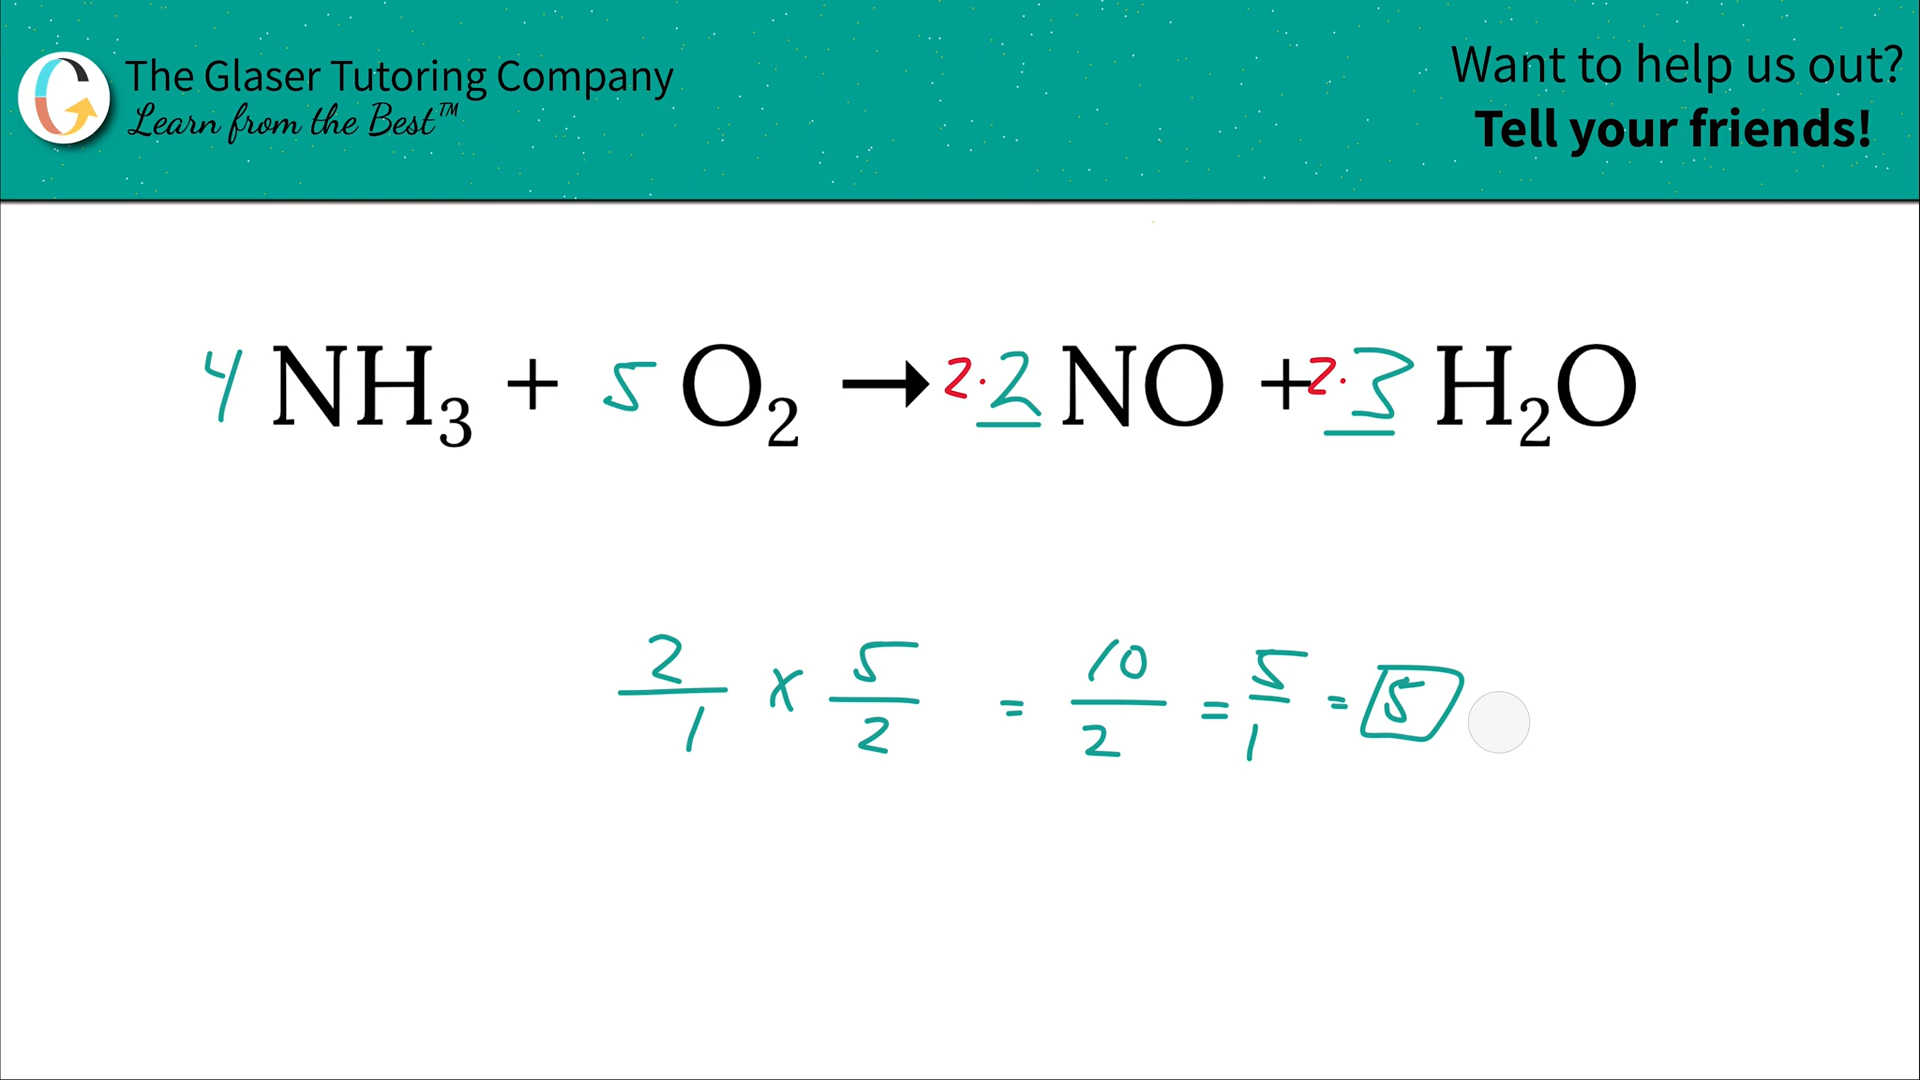 The Glaser Tutoring Company
Learn from the Best™
Want to help us out?
Tell your friends!
4 NH₃ + 5 O₂ → 2·2 NO + 2·3 H₂O
2/1 x 5/2 = 10/2 = 5/1 = 5